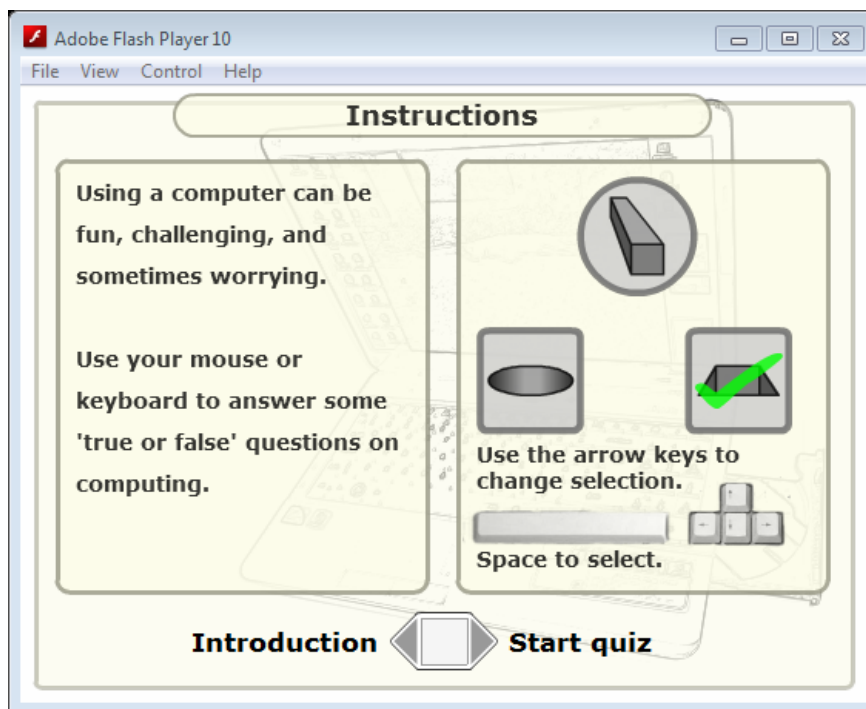 Adobe Flash Player 10
File View Control Help
Instructions
Using a computer can be
fun, challenging, and
sometimes worrying.
Use your mouse or
keyboard to answer some
'true or false' questions on
computing.
Use the arrow keys to
change selection.
Space to select.
Introduction
Start quiz